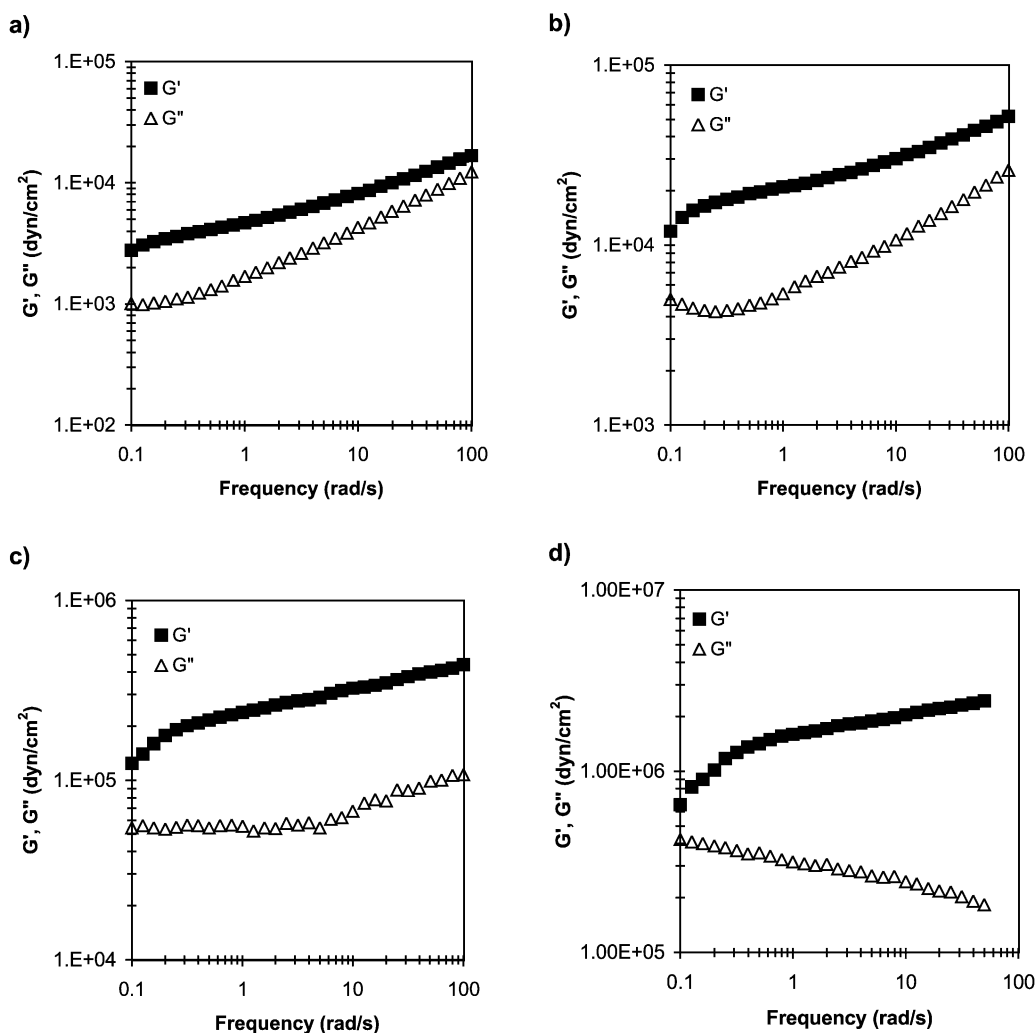 a)
1.E+05
G'
G"
1.E+04
1.E+03
1.E+02
G', G" (dyn/cm²)
0.1 1 10 100
Frequency (rad/s)
b)
1.E+05
G'
G"
1.E+04
1.E+03
G', G" (dyn/cm²)
0.1 1 10 100
Frequency (rad/s)
c)
1.E+06
G'
G"
1.E+05
1.E+04
G', G" (dyn/cm²)
0.1 1 10 100
Frequency (rad/s)
d)
1.00E+07
G'
G"
1.00E+06
1.00E+05
G', G" (dyn/cm²)
0.1 1 10 100
Frequency (rad/s)